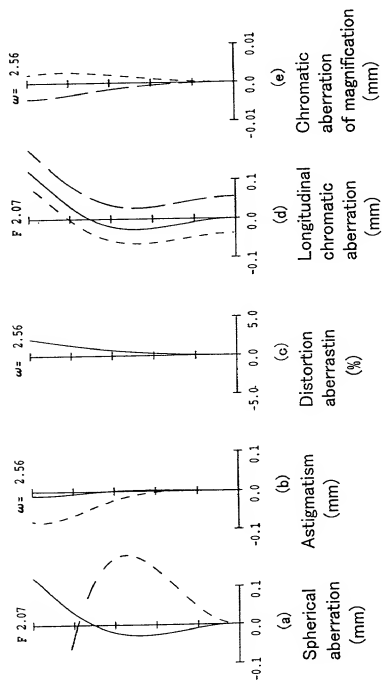 F 2.07
-0.1 0.0 0.1
(a)
Spherical
aberration
(mm)
ω= 2.56
-0.1 0.0 0.1
(b)
Astigmatism
(mm)
ω= 2.56
-5.0 0.0 5.0
(c)
Distortion
aberrastin
(%)
F 2.07
-0.1 0.0 0.1
(d)
Longitudinal
chromatic
aberration
(mm)
ω= 2.56
-0.01 0.0 0.01
(e)
Chromatic
aberration
of magnification
(mm)